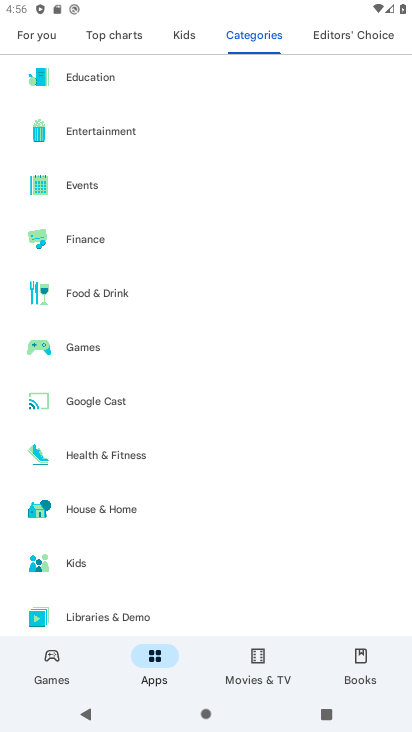 4:56
For you
Top charts
Kids
Categories
Editors' Choice
Education
Entertainment
Events
Finance
Food & Drink
Games
Google Cast
Health & Fitness
House & Home
Kids
Libraries & Demo
Games
Apps
Movies & TV
Books